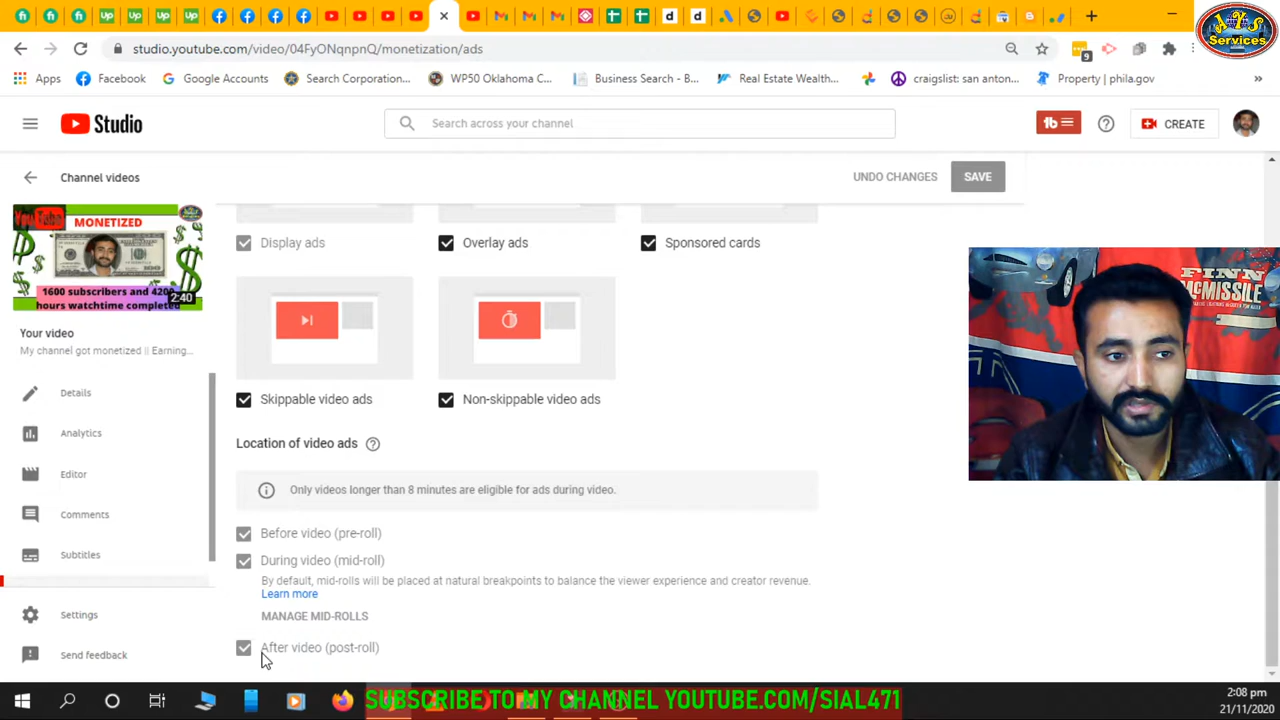 studio.youtube.com/video/04FyONqnpnQ/monetization/ads
9
AYS
Services
Apps
Facebook
Google Accounts
Search Corporation...
WP50 Oklahoma C...
Business Search - B...
Real Estate Wealth...
craigslist: san anton...
Property | phila.gov
»
Studio
Search across your channel
CREATE
Channel videos
UNDO CHANGES
SAVE
YouTube
MONETIZED
1600 subscribers and 4200
hours watchtime completed
2:40
Your video
My channel got monetized || Earning...
Details
Analytics
Editor
Comments
Subtitles
Settings
Send feedback
Display ads
Overlay ads
Sponsored cards
Skippable video ads
Non-skippable video ads
Location of video ads
Only videos longer than 8 minutes are eligible for ads during video.
Before video (pre-roll)
During video (mid-roll)
By default, mid-rolls will be placed at natural breakpoints to balance the viewer experience and creator revenue.
Learn more
MANAGE MID-ROLLS
After video (post-roll)
FINN
McMISSILE
SUBSCRIBE TO MY CHANNEL YOUTUBE.COM/SIAL471
2:08 pm
21/11/2020